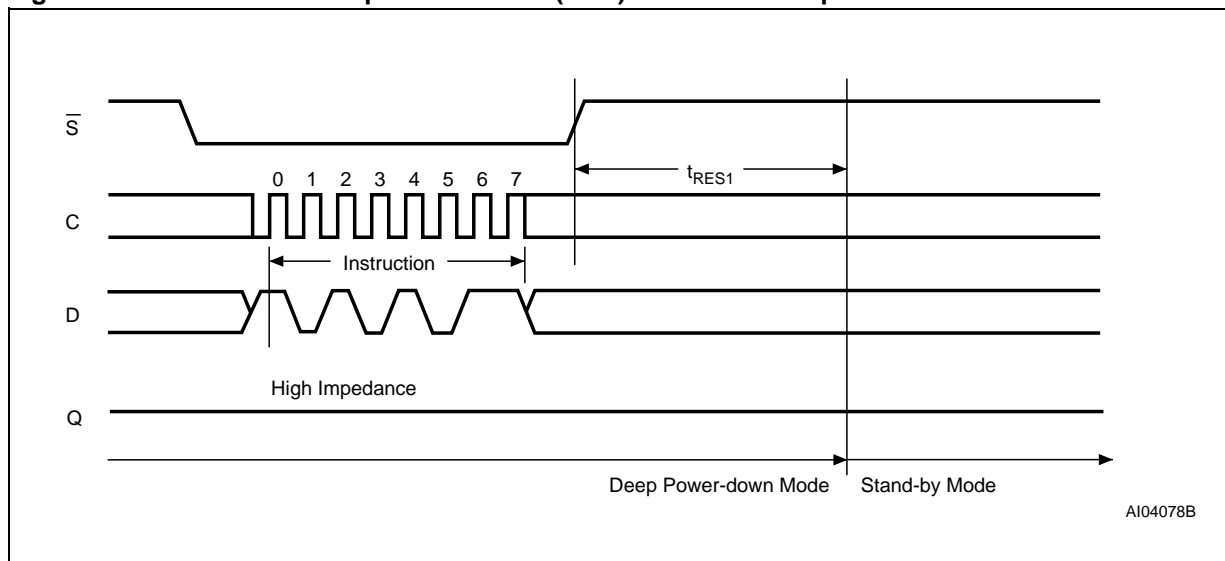 S
0 1 2 3 4 5 6 7
tRES1
C
Instruction
D
High Impedance
Q
Deep Power-down Mode Stand-by Mode
AI04078B